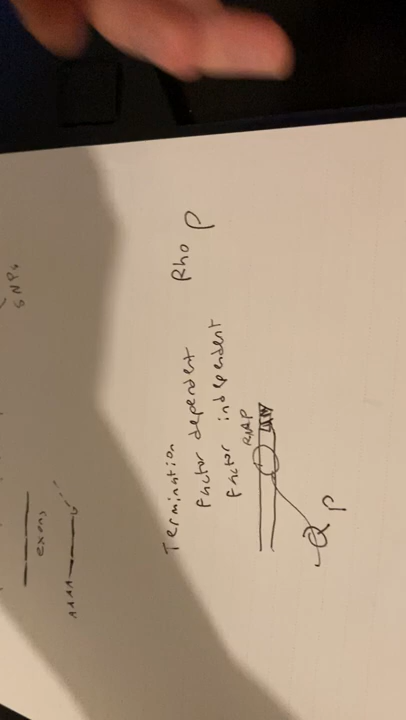 SNPs
exons
AAAA
Termination
factor dependent Rho ρ
factor independent
RNAP
ρ